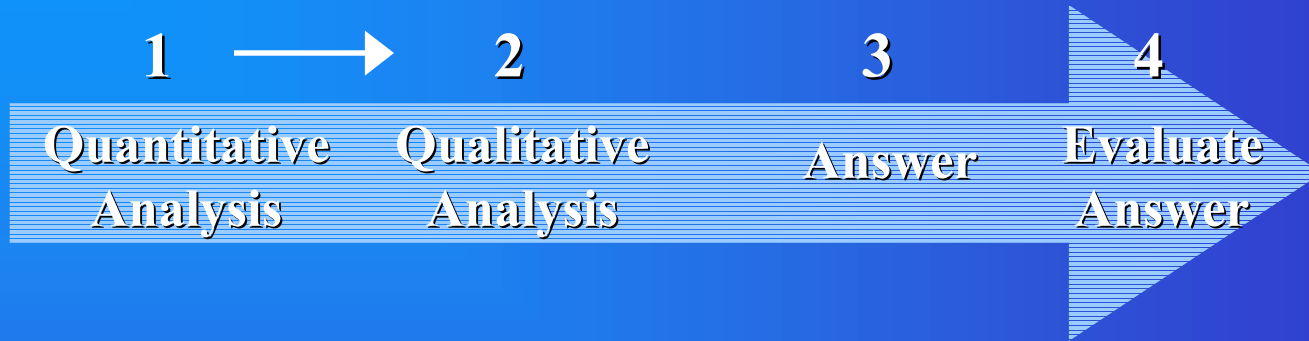 1 2 3 4
Quantitative Qualitative Answer Evaluate
Analysis Analysis Answer